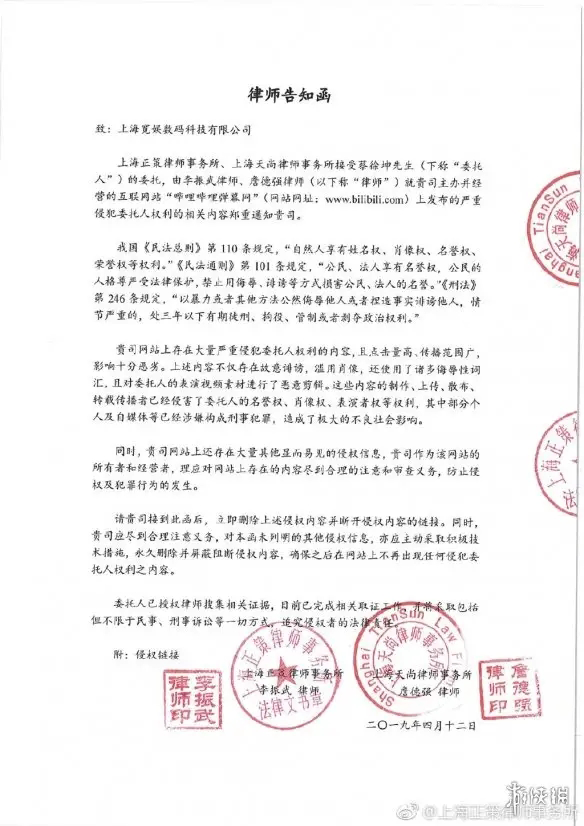 律师告知函
致：上海宽娱数码科技有限公司
上海正策律师事务所、上海天尚律师事务所接受蔡徐坤先生（下称“委托
人”）的委托，由李振武律师、詹德强律师（以下称“律师”）就贵司主办并经
营的互联网站“哔哩哔哩弹幕网”（网站网址：www.bilibili.com）上发布的严重
侵犯委托人权利的相关内容郑重通知贵司。
我国《民法总则》第 110 条规定，“自然人享有姓名权、肖像权、名誉权、
荣誉权等权利。”《民法通则》第 101 条规定，“公民、法人享有名誉权，公民的
人格尊严受法律保护，禁止用侮辱、诽谤等方式损害公民、法人的名誉。”《刑法》
第 246 条规定，“以暴力或者其他方法公然侮辱他人或者捏造事实诽谤他人，情
节严重的，处三年以下有期徒刑、拘役、管制或者剥夺政治权利。”
贵司网站上存在大量严重侵犯委托人权利的内容，且点击量高、传播范围广，
影响十分恶劣。上述内容不仅存在故意诽谤，滥用肖像，还使用了诸多侮辱性词
汇，且对委托人的表演视频素材进行了恶意剪辑。这些内容的制作、上传、散布、
转载传播者已经侵害了委托人的名誉权、肖像权、表演者权等权利，其中部分个
人及自媒体等已经涉嫌构成刑事犯罪，造成了极大的不良社会影响。
同时，贵司网站上还存在大量其他显而易见的侵权信息，贵司作为该网站的
所有者和经营者，理应对网站上存在的内容尽到合理的注意和审查义务，防止侵
权及犯罪行为的发生。
请贵司接到此函后，立即删除上述侵权内容并断开侵权内容的链接。同时，
贵司应尽到合理注意义务，对本函未列明的其他侵权信息，亦应主动采取积极技
术措施，永久删除并屏蔽阻断侵权内容，确保之后在网站上不再出现任何侵犯委
托人权利之内容。
委托人已授权律师搜集相关证据，目前已完成相关取证工作，并将采取包括
但不限于民事、刑事诉讼等一切方式，追究侵权者的法律责任。
附：侵权链接
上海正策律师事务所 上海天尚律师事务所
李振武 律师 詹德强 律师
二〇一九年四月十二日
李振武律师印
上海正策律师事务所
法律文书章
Shanghai TianSun Law Fi
上海天尚律师事务所
詹德强律师印
Shanghai TianSun
天尚律师
上海正策
法
游侠网
@上海正策律师事务所